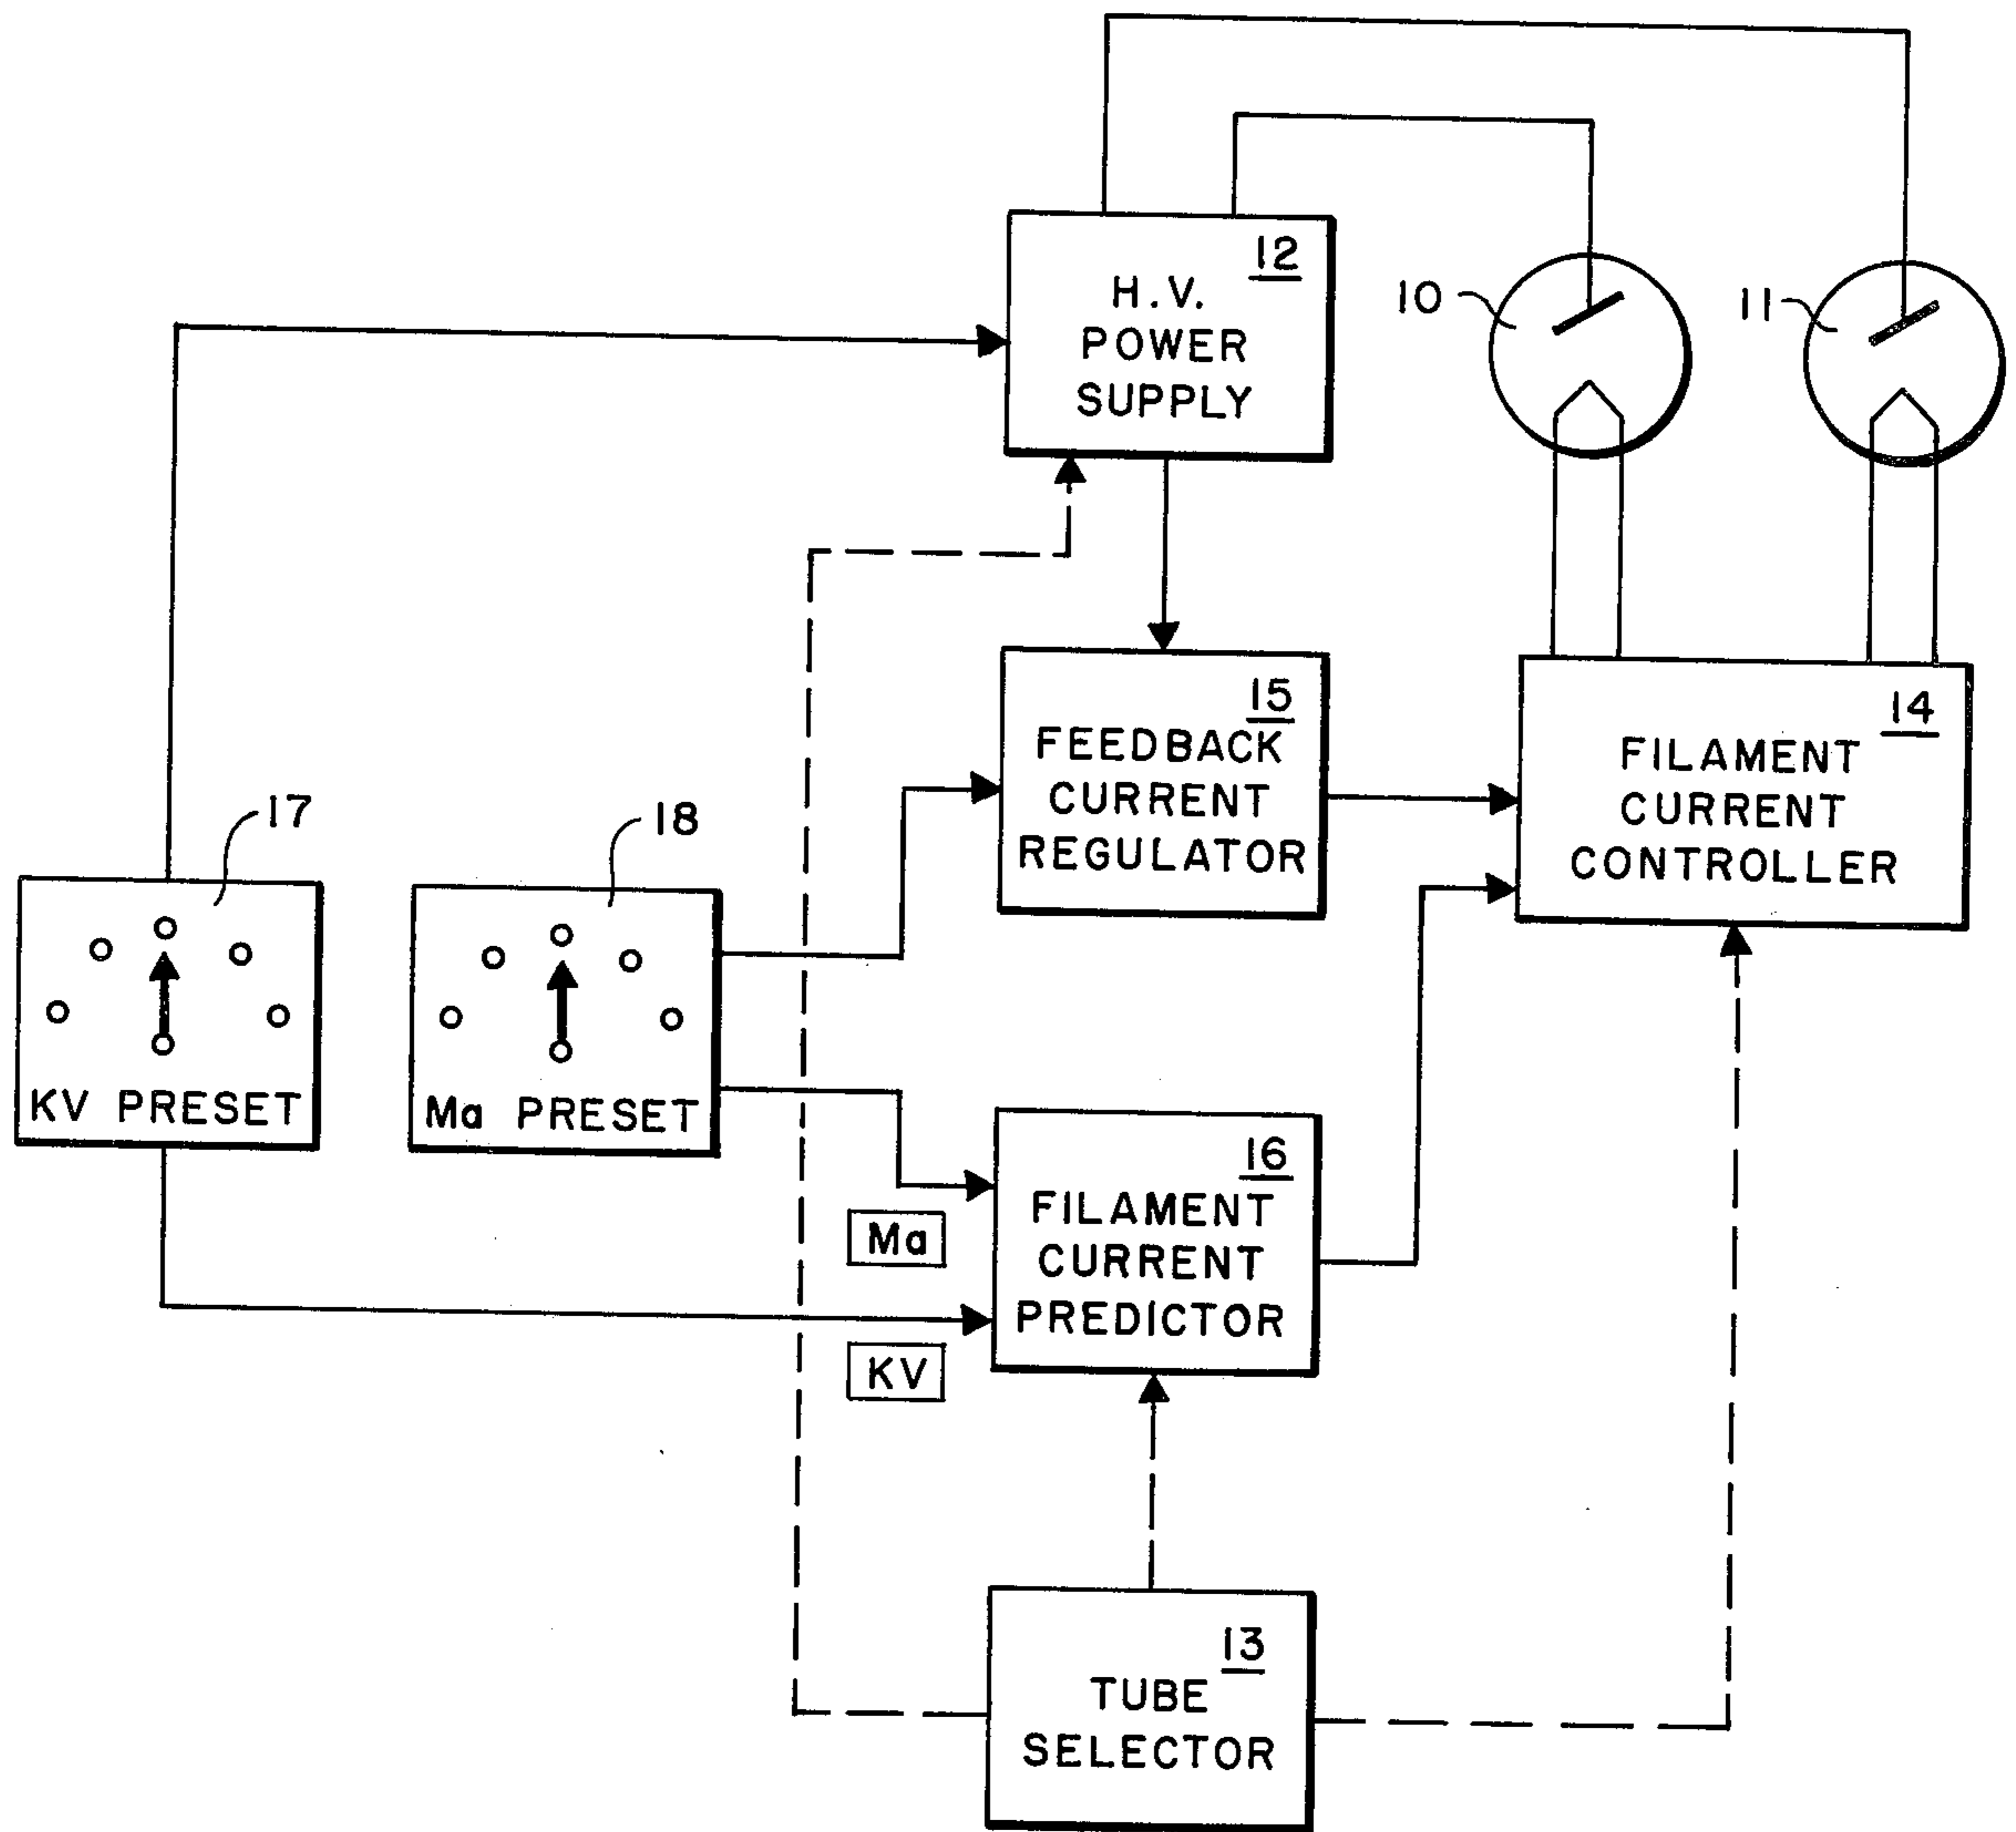 12
H.V.
POWER
SUPPLY
10
11
15
FEEDBACK
CURRENT
REGULATOR
14
FILAMENT
CURRENT
CONTROLLER
17
KV PRESET
18
Ma PRESET
16
FILAMENT
CURRENT
PREDICTOR
Ma
KV
13
TUBE
SELECTOR